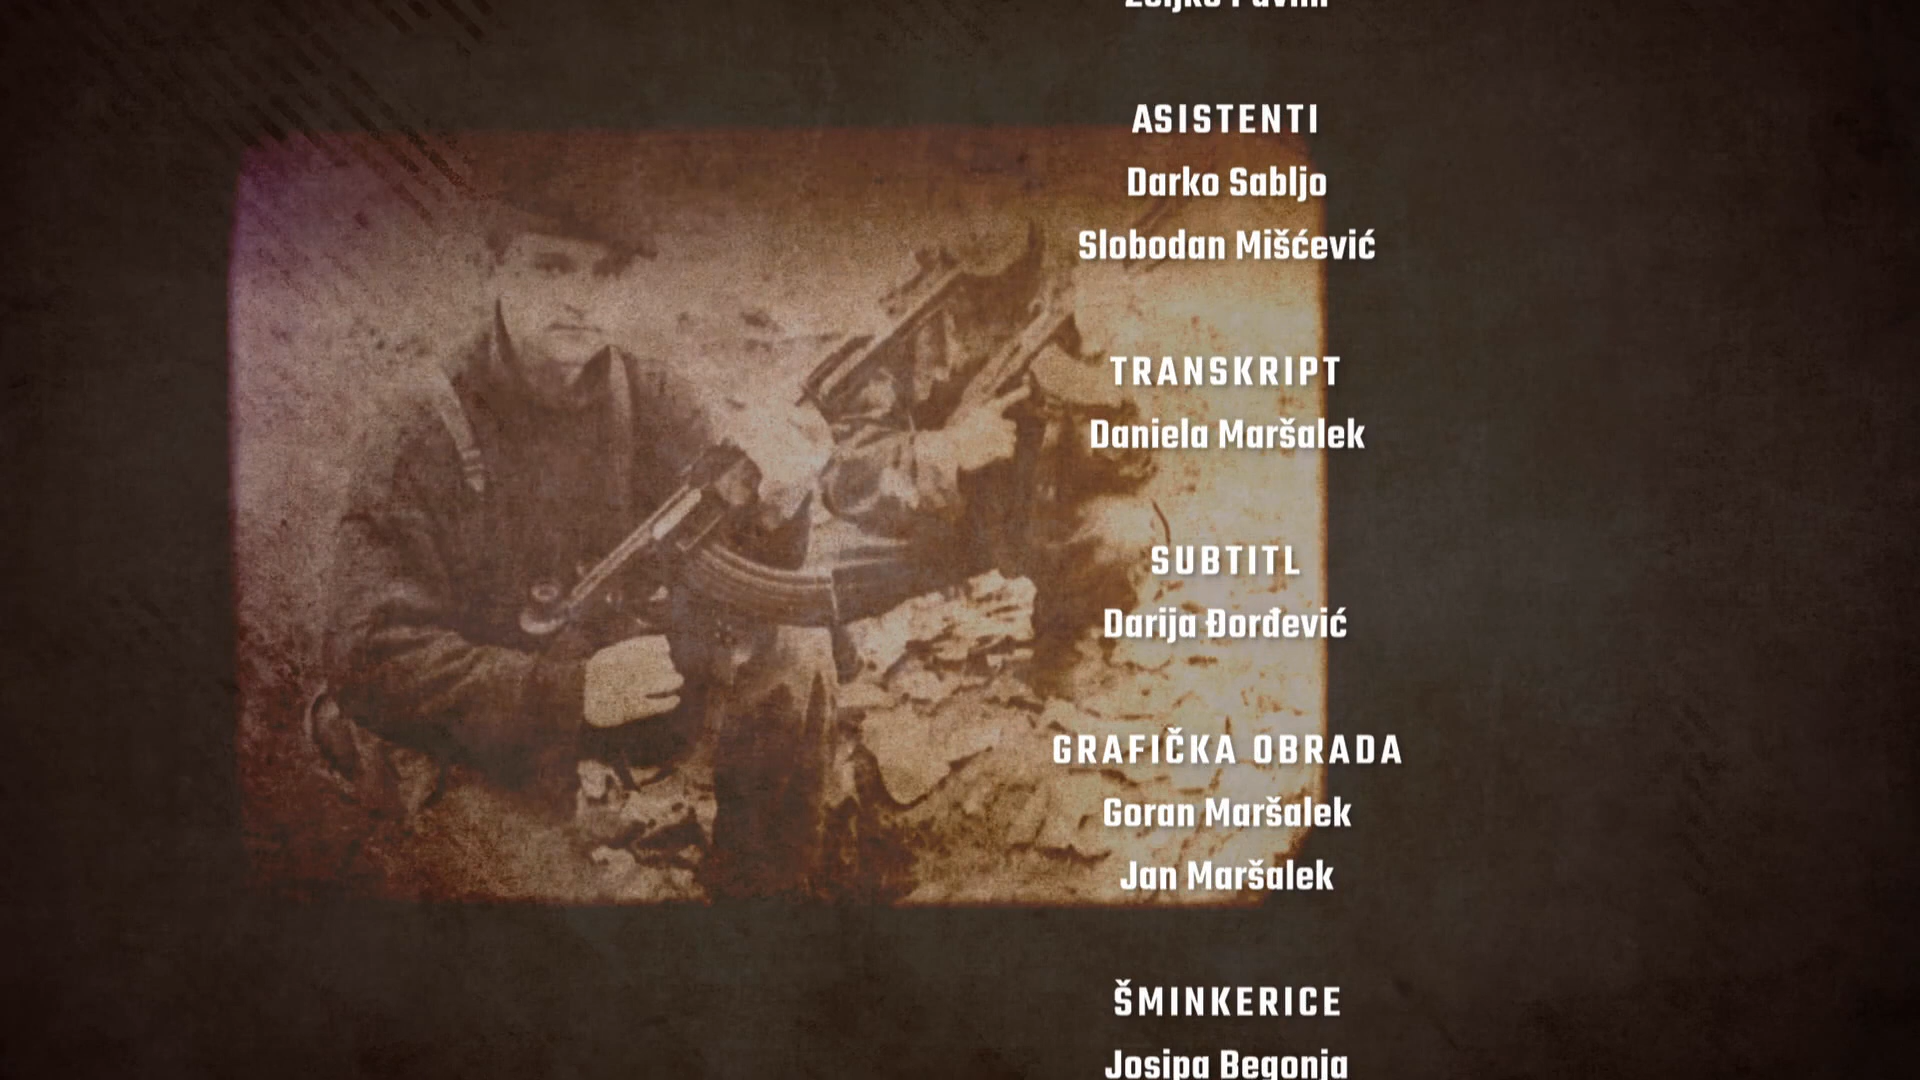 ASISTENTI
Darko Sabljo
Slobodan Mišćević
TRANSKRIPT
Daniela Maršalek
SUBTITL
Darija Đorđević
GRAFIČKA OBRADA
Goran Maršalek
Jan Maršalek
ŠMINKERICE
Josipa Begonja